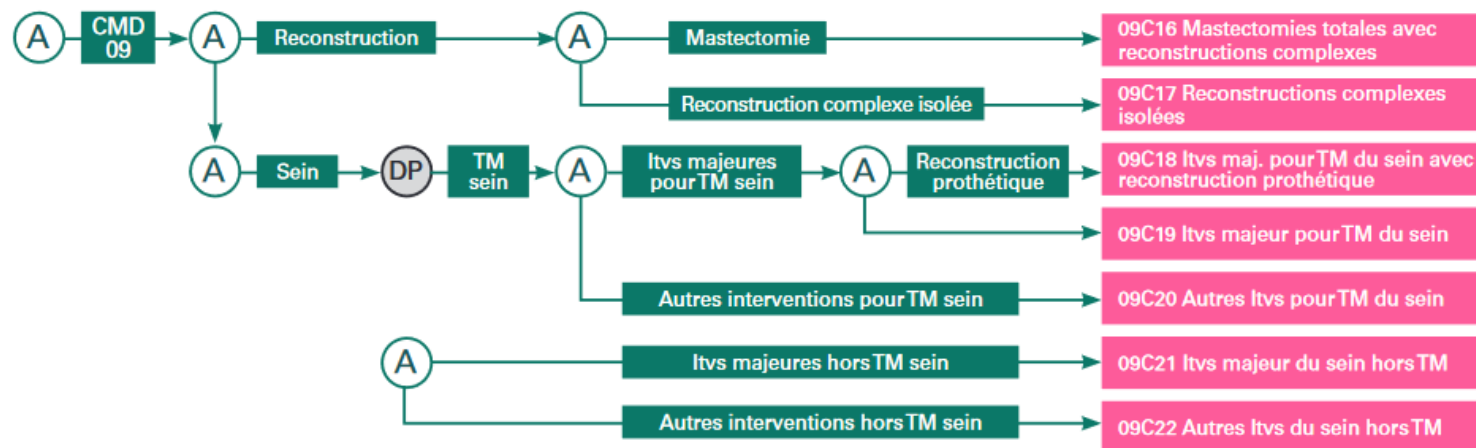 A
CMD
09
A
Reconstruction
A
Mastectomie
09C16 Mastectomies totales avec
reconstructions complexes
Reconstruction complexe isolée
09C17 Reconstructions complexes
isolées
A
Sein
DP
TM
sein
A
Itvs majeures
pour TM sein
A
Reconstruction
prothétique
09C18 Itvs maj. pour TM du sein avec
reconstruction prothétique
09C19 Itvs majeur pour TM du sein
Autres interventions pour TM sein
09C20 Autres Itvs pour TM du sein
A
Itvs majeures hors TM sein
09C21 Itvs majeur du sein hors TM
Autres interventions hors TM sein
09C22 Autres Itvs du sein hors TM